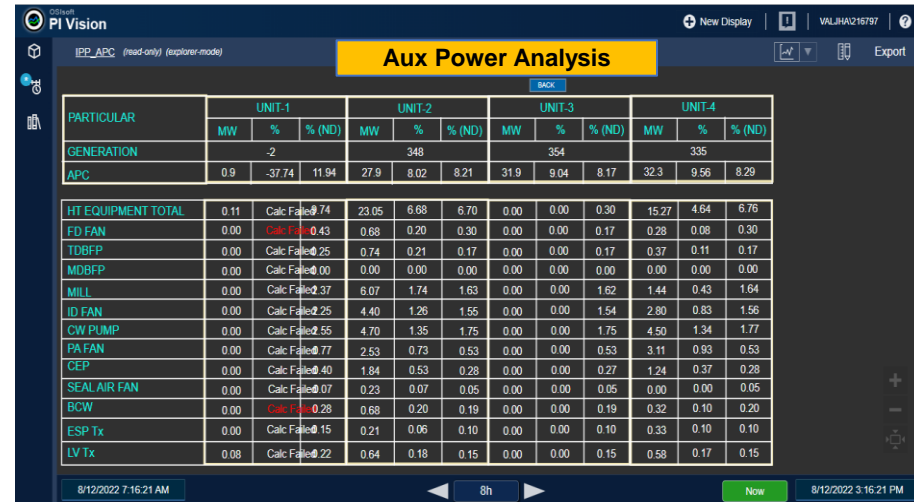 OSIsoft
PI Vision
New Display
VALJHA\216797
IPP_APC (read-only) (explorer-mode)
Aux Power Analysis
Export
BACK
PARTICULAR UNIT-1 UNIT-2 UNIT-3 UNIT-4
MW % % (ND) MW % % (ND) MW % % (ND) MW % % (ND)
GENERATION -2 348 354 335
APC 0.9 -37.74 11.94 27.9 8.02 8.21 31.9 9.04 8.17 32.3 9.56 8.29
HT EQUIPMENT TOTAL 0.11 Calc Failed 9.74 23.05 6.68 6.70 0.00 0.00 0.30 15.27 4.64 6.76
FD FAN 0.00 Calc Failed 0.43 0.68 0.20 0.30 0.00 0.00 0.17 0.28 0.08 0.30
TDBFP 0.00 Calc Failed 0.25 0.74 0.21 0.17 0.00 0.00 0.17 0.37 0.11 0.17
MDBFP 0.00 Calc Failed 0.00 0.00 0.00 0.00 0.00 0.00 0.00 0.00 0.00 0.00
MILL 0.00 Calc Failed 2.37 6.07 1.74 1.63 0.00 0.00 1.62 1.44 0.43 1.64
ID FAN 0.00 Calc Failed 2.25 4.40 1.26 1.55 0.00 0.00 1.54 2.80 0.83 1.56
CW PUMP 0.00 Calc Failed 2.55 4.70 1.35 1.75 0.00 0.00 1.75 4.50 1.34 1.77
PA FAN 0.00 Calc Failed 0.77 2.53 0.73 0.53 0.00 0.00 0.53 3.11 0.93 0.53
CEP 0.00 Calc Failed 0.40 1.84 0.53 0.28 0.00 0.00 0.27 1.24 0.37 0.28
SEAL AIR FAN 0.00 Calc Failed 0.07 0.23 0.07 0.05 0.00 0.00 0.05 0.00 0.00 0.05
BCW 0.00 Calc Failed 0.28 0.68 0.20 0.19 0.00 0.00 0.19 0.32 0.10 0.20
ESP Tx 0.00 Calc Failed 0.15 0.21 0.06 0.10 0.00 0.00 0.10 0.33 0.10 0.10
LV Tx 0.08 Calc Failed 0.22 0.64 0.18 0.15 0.00 0.00 0.15 0.58 0.17 0.15
8/12/2022 7:16:21 AM
8h
Now
8/12/2022 3:16:21 PM